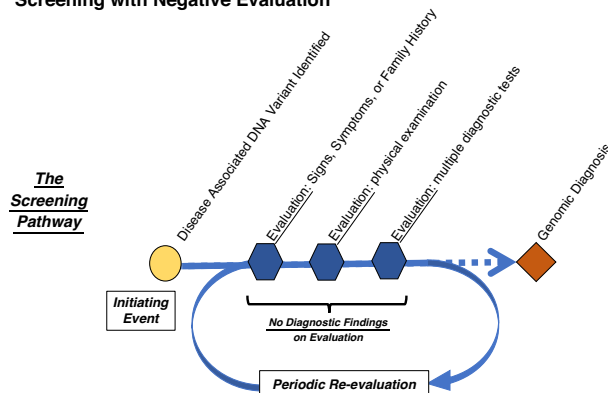 Screening with Negative Evaluation
Disease Associated DNA Variant Identified
Evaluation: Signs, Symptoms, or Family History
Evaluation: physical examination
Evaluation: multiple diagnostic tests
Genomic Diagnosis
The
Screening
Pathway
Initiating
Event
No Diagnostic Findings
on Evaluation
Periodic Re-evaluation